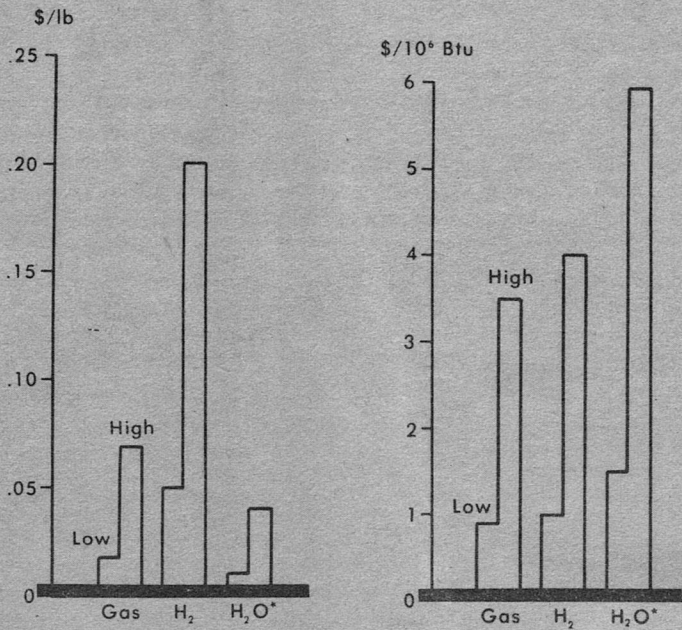 $/lb
.25
.20
.15
.10
.05
0
High
Low
Gas H₂ H₂O*
$/10⁶ Btu
6
5
4
3
2
1
0
High
Low
Gas H₂ H₂O*